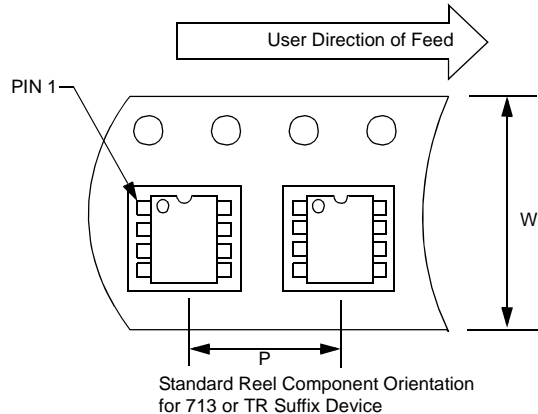 User Direction of Feed
PIN 1
W
P
Standard Reel Component Orientation
for 713 or TR Suffix Device